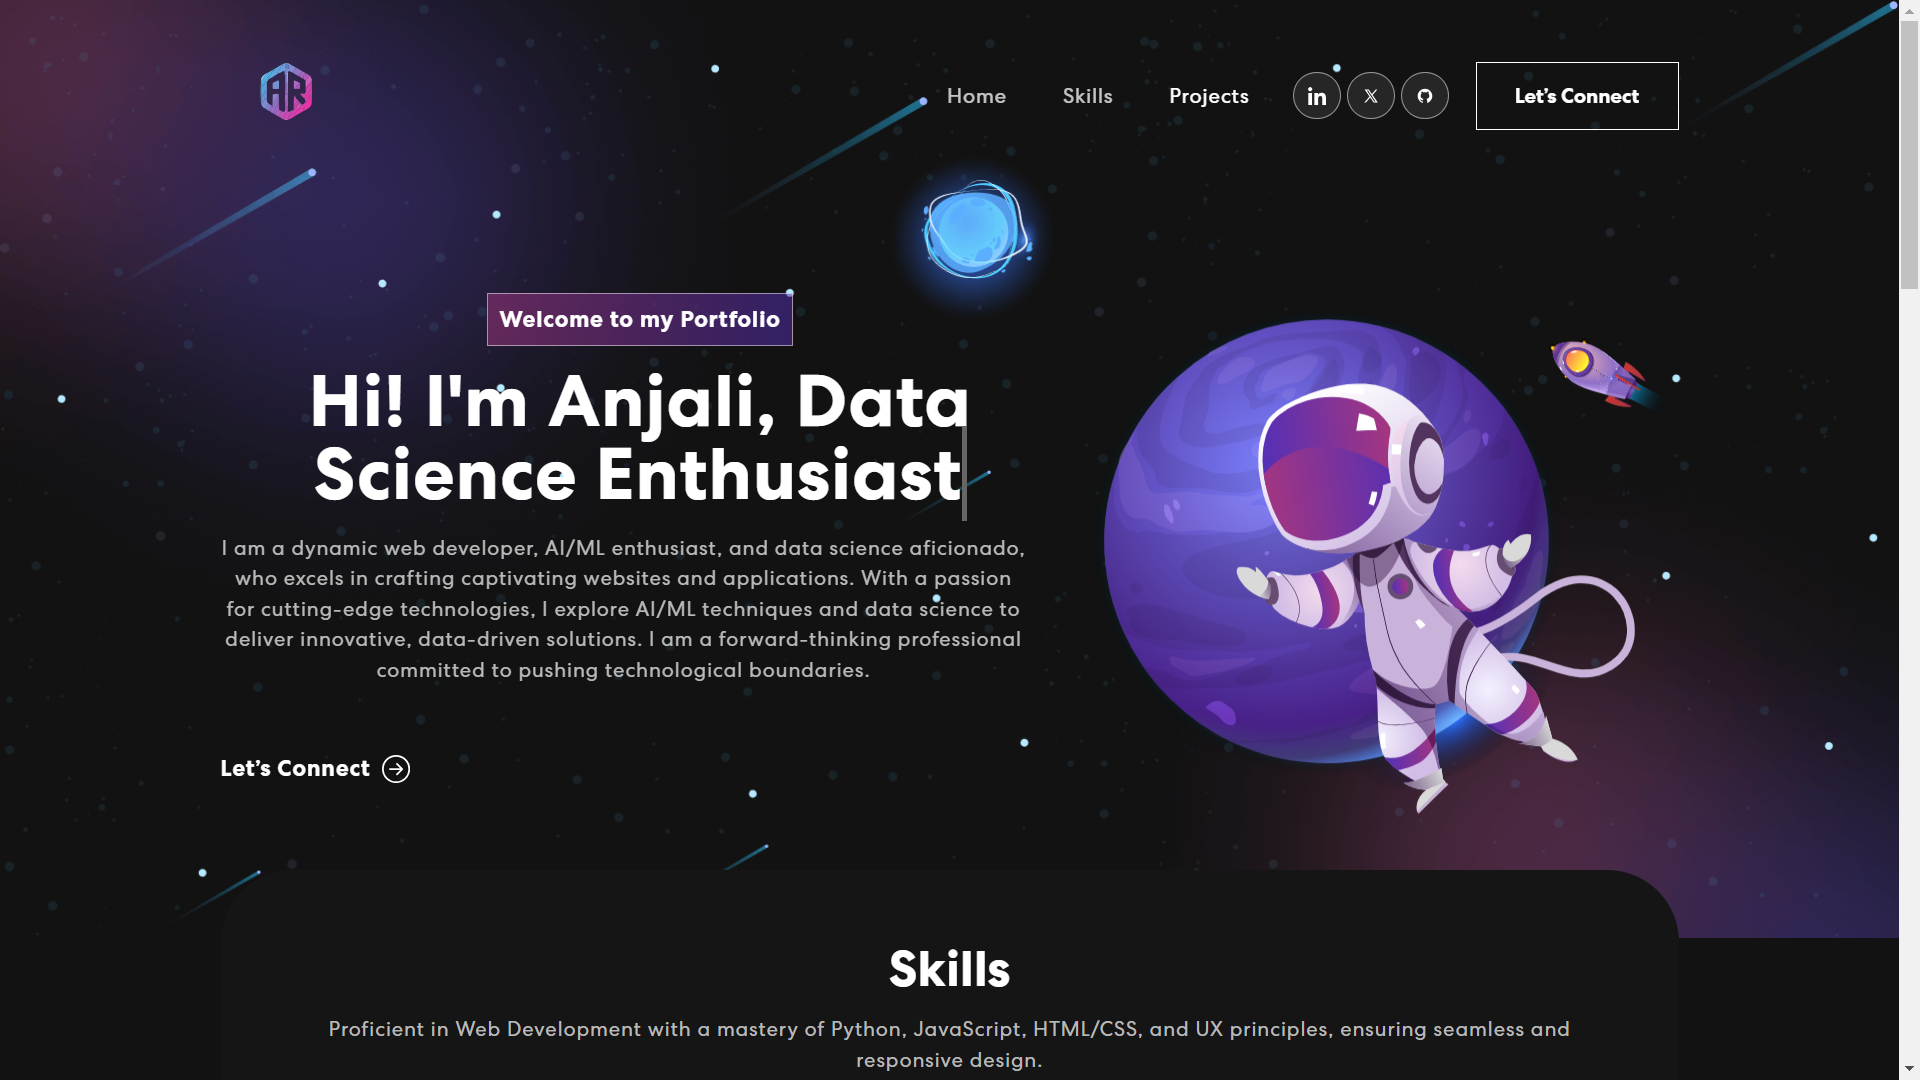 AR
Home Skills Projects in X Let's Connect
Welcome to my Portfolio
Hi! I'm Anjali, Data
Science Enthusiast
I am a dynamic web developer, AI/ML enthusiast, and data science aficionado,
who excels in crafting captivating websites and applications. With a passion
for cutting-edge technologies, I explore AI/ML techniques and data science to
deliver innovative, data-driven solutions. I am a forward-thinking professional
committed to pushing technological boundaries.
Let’s Connect
Skills
Proficient in Web Development with a mastery of Python, JavaScript, HTML/CSS, and UX principles, ensuring seamless and
responsive design.